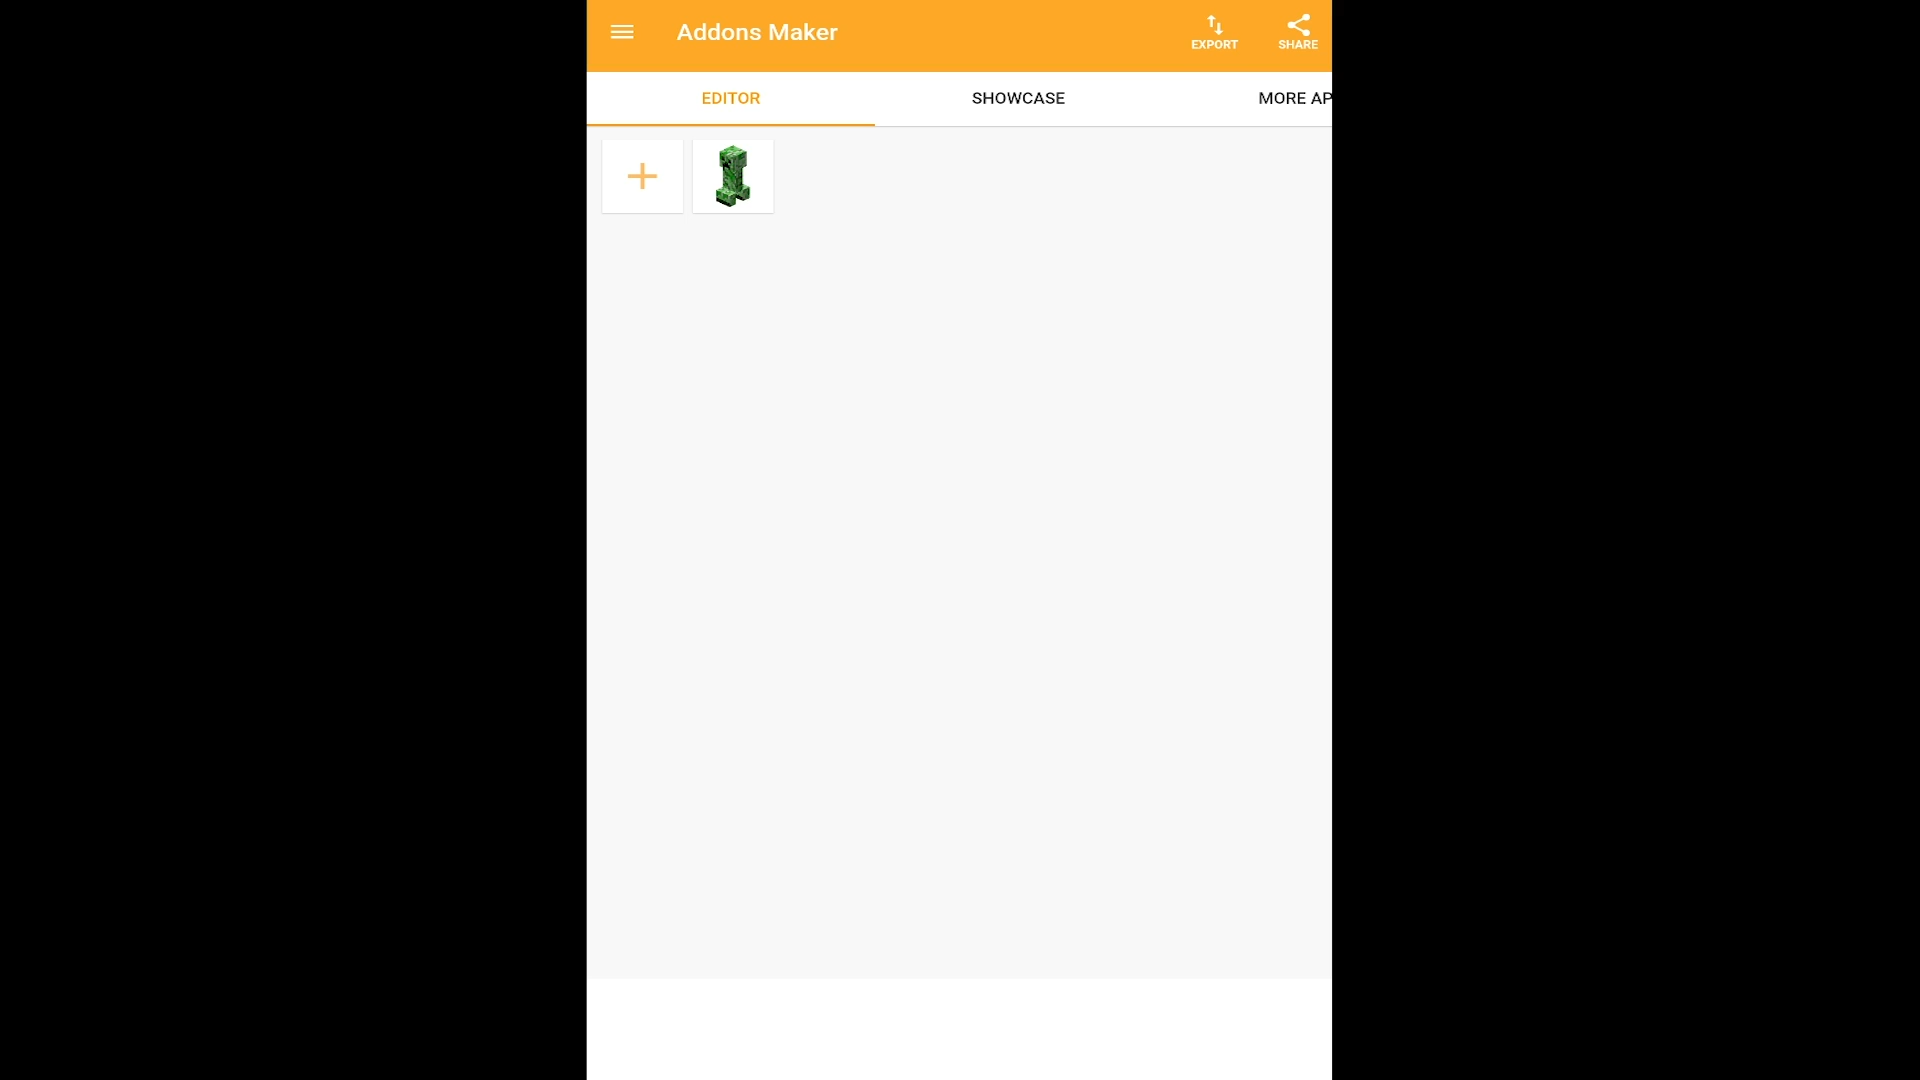 Addons Maker
EXPORT
SHARE
EDITOR
SHOWCASE
MORE AP